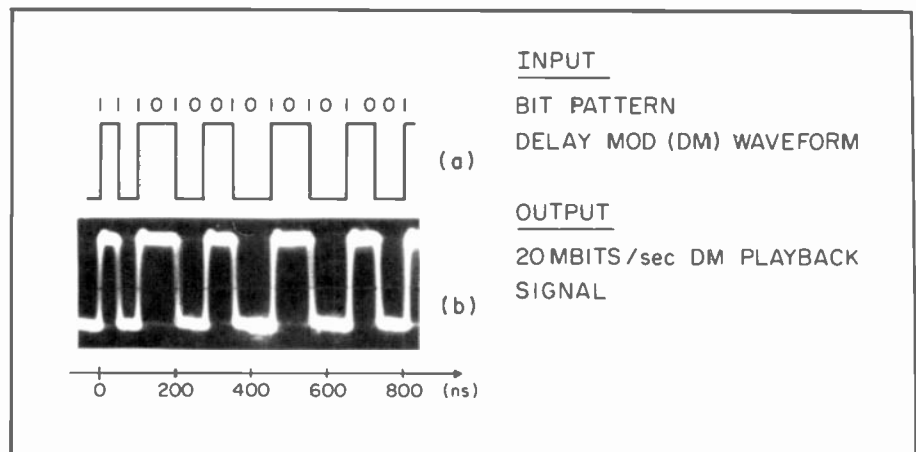 1 1 1 0 1 0 0 1 0 1 0 1 0 1 0 0 1
(a)
(b)
0 200 400 600 800 (ns)
INPUT
BIT PATTERN
DELAY MOD (DM) WAVEFORM
OUTPUT
20 MBITS/sec DM PLAYBACK
SIGNAL